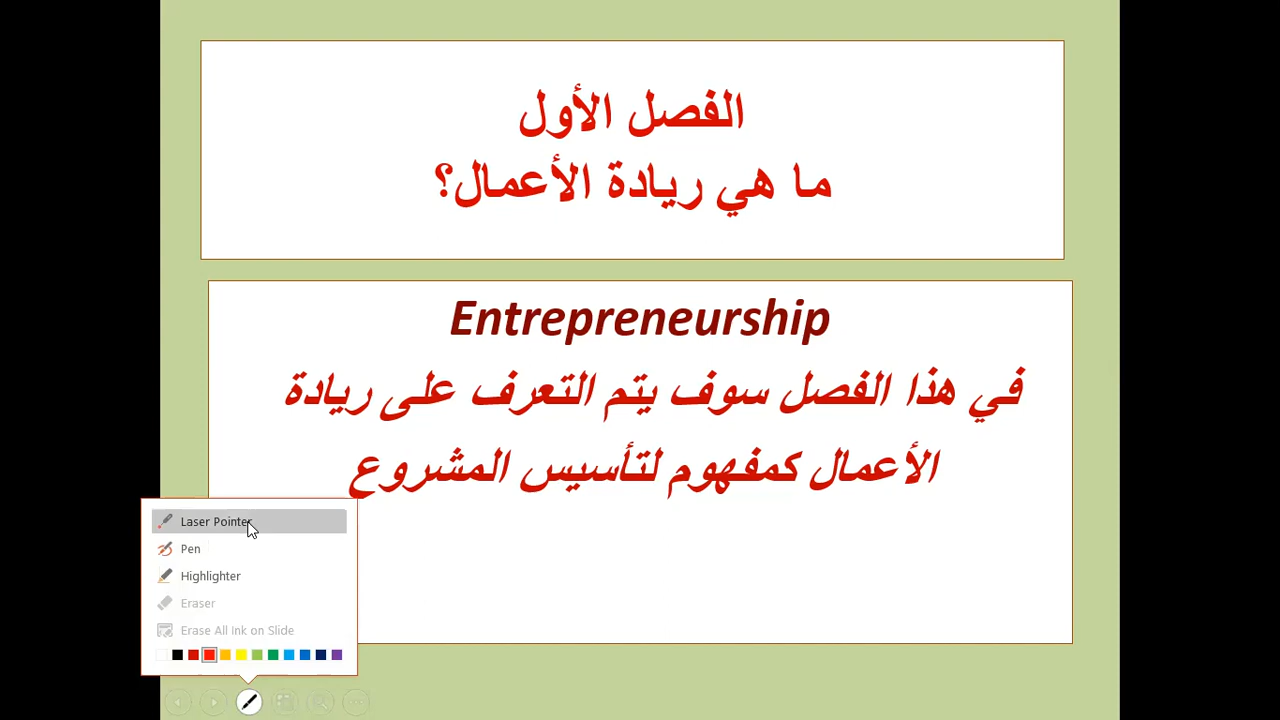 الفصل الأول
ما هي ريادة الأعمال؟
Entrepreneurship
في هذا الفصل سوف يتم التعرف على ريادة
الأعمال كمفهوم لتأسيس المشروع
Laser Pointer
Pen
Highlighter
Eraser
Erase All Ink on Slide